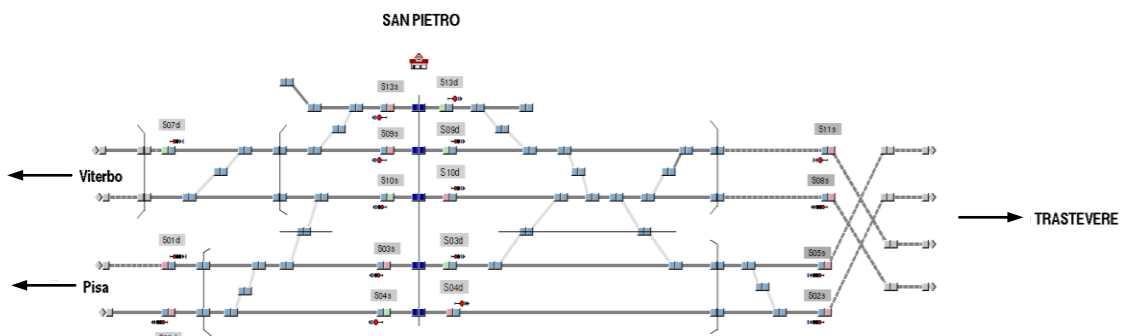 SAN PIETRO
S13s
S13d
S07d
S09s
S09d
S11s
Viterbo
S10s
S10d
S08s
TRASTEVERE
S01d
S03s
S03d
S05s
Pisa
S04s
S04d
S02s